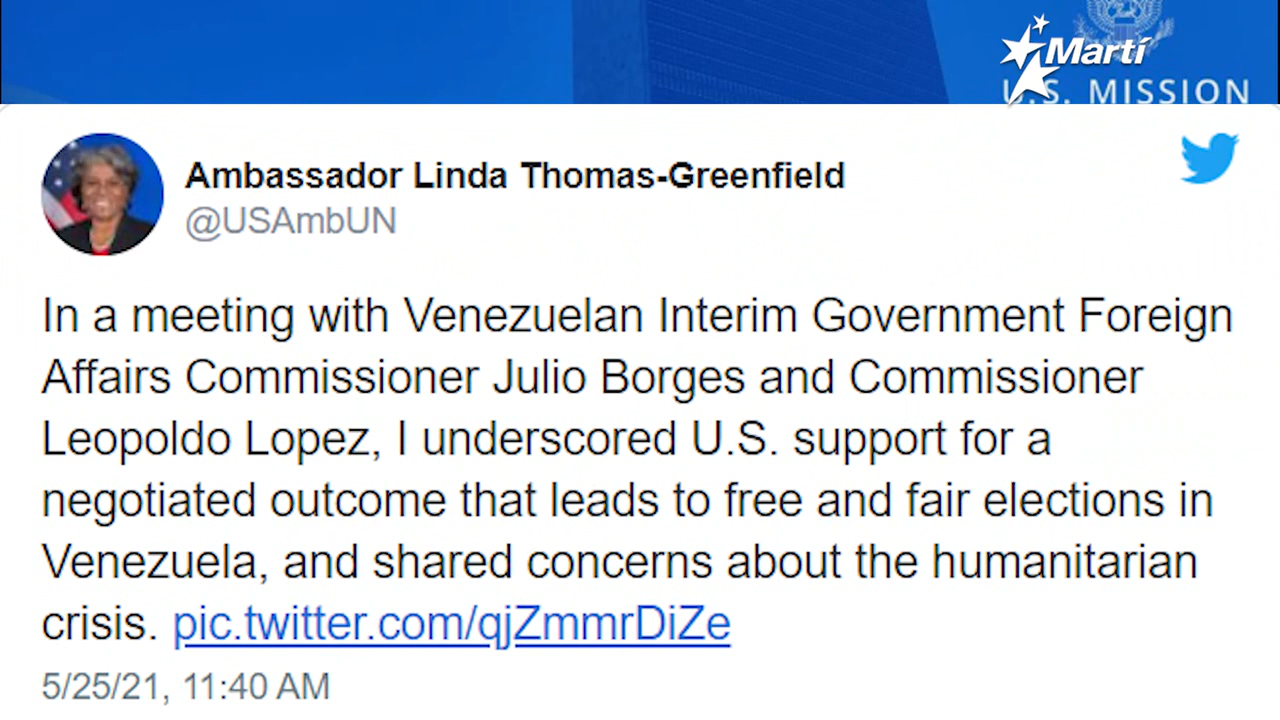 Martí
U.S. MISSION
Ambassador Linda Thomas-Greenfield
@USAmbUN
In a meeting with Venezuelan Interim Government Foreign
Affairs Commissioner Julio Borges and Commissioner
Leopoldo Lopez, I underscored U.S. support for a
negotiated outcome that leads to free and fair elections in
Venezuela, and shared concerns about the humanitarian
crisis. pic.twitter.com/qjZmmrDiZe
5/25/21, 11:40 AM